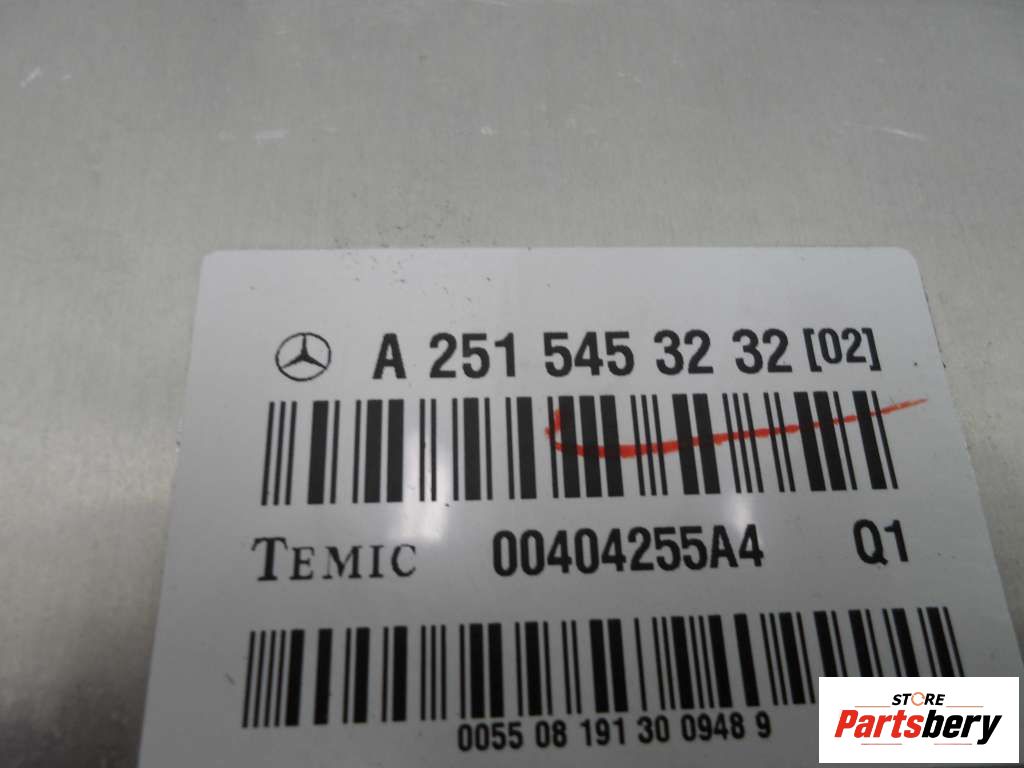 A 251 545 32 32 [02]
TEMIC 00404255A4 Q1
0055 08 191 30 0948 9
STORE
Partsbery